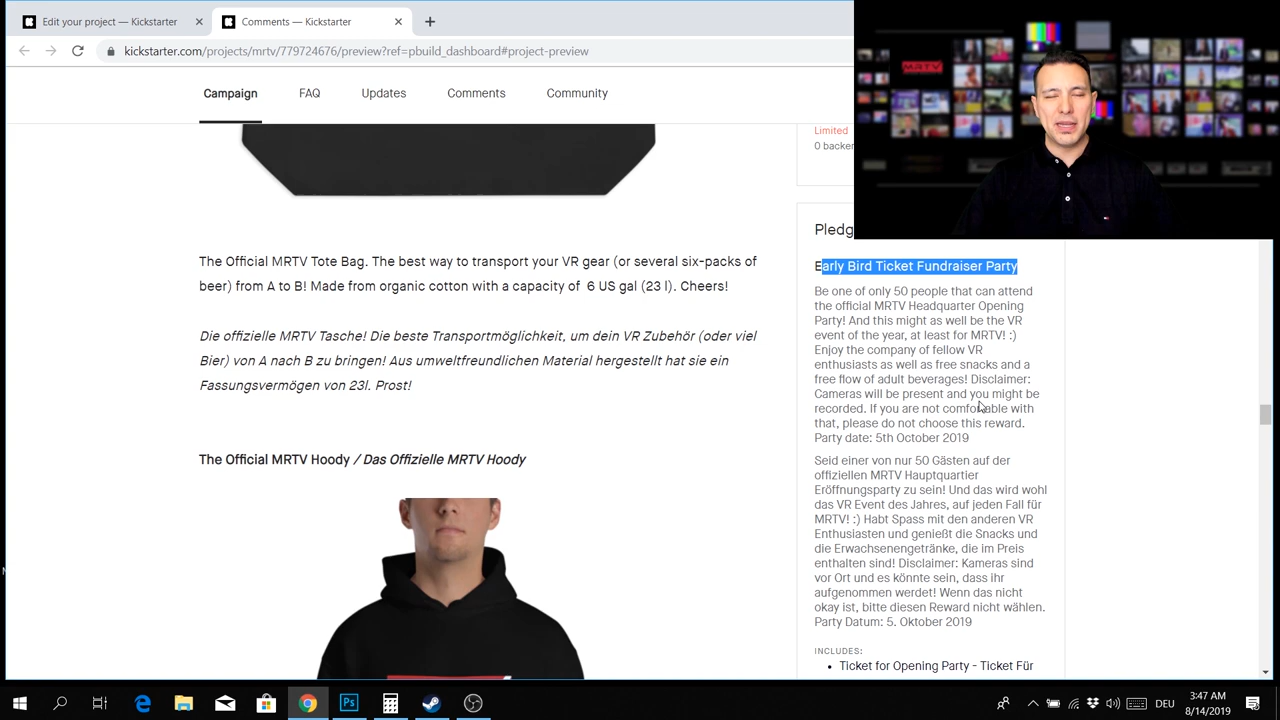 Edit your project — Kickstarter
Comments — Kickstarter
kickstarter.com/projects/mrtv/779724676/preview?ref=pbuild_dashboard#project-preview
MRTV
Campaign
FAQ
Updates
Comments
Community
Limited
0 backer
The Official MRTV Tote Bag. The best way to transport your VR gear (or several six-packs of
beer) from A to B! Made from organic cotton with a capacity of  6 US gal (23 l). Cheers!
Die offizielle MRTV Tasche! Die beste Transportmöglichkeit, um dein VR Zubehör (oder viel
Bier) von A nach B zu bringen! Aus umweltfreundlichen Material hergestellt hat sie ein
Fassungsvermögen von 23l. Prost!
The Official MRTV Hoody / Das Offizielle MRTV Hoody
Pledg
Early Bird Ticket Fundraiser Party
Be one of only 50 people that can attend
the official MRTV Headquarter Opening
Party! And this might as well be the VR
event of the year, at least for MRTV! :)
Enjoy the company of fellow VR
enthusiasts as well as free snacks and a
free flow of adult beverages! Disclaimer:
Cameras will be present and you might be
recorded. If you are not comfortable with
that, please do not choose this reward.
Party date: 5th October 2019
Seid einer von nur 50 Gästen auf der
offiziellen MRTV Hauptquartier
Eröffnungsparty zu sein! Und das wird wohl
das VR Event des Jahres, auf jeden Fall für
MRTV! :) Habt Spass mit den anderen VR
Enthusiasten und genießt die Snacks und
die Erwachsenengetränke, die im Preis
enthalten sind! Disclaimer: Kameras sind
vor Ort und es könnte sein, dass ihr
aufgenommen werdet! Wenn das nicht
okay ist, bitte diesen Reward nicht wählen.
Party Datum: 5. Oktober 2019
INCLUDES:
• Ticket for Opening Party - Ticket Für
Ps
DEU
3:47 AM
8/14/2019